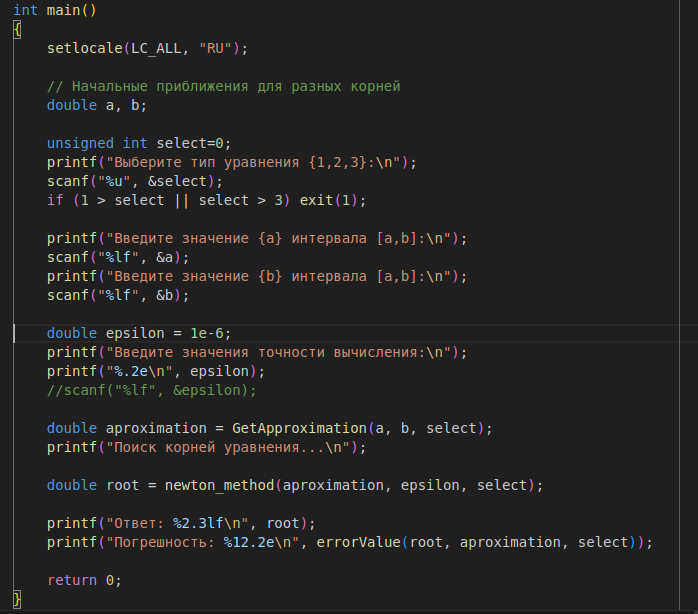 int main()
{
setlocale(LC_ALL, "RU");
// Начальные приближения для разных корней
double a, b;
unsigned int select=0;
printf("Выберите тип уравнения {1,2,3}:\n");
scanf("%u", &select);
if (1 > select || select > 3) exit(1);
printf("Введите значение {a} интервала [a,b]:\n");
scanf("%lf", &a);
printf("Введите значение {b} интервала [a,b]:\n");
scanf("%lf", &b);
double epsilon = 1e-6;
printf("Введите значения точности вычисления:\n");
printf("%.2e\n", epsilon);
//scanf("%lf", &epsilon);
double aproximation = GetApproximation(a, b, select);
printf("Поиск корней уравнения...\n");
double root = newton_method(aproximation, epsilon, select);
printf("Ответ: %2.3lf\n", root);
printf("Погрешность: %12.2e\n", errorValue(root, aproximation, select));
return 0;
}